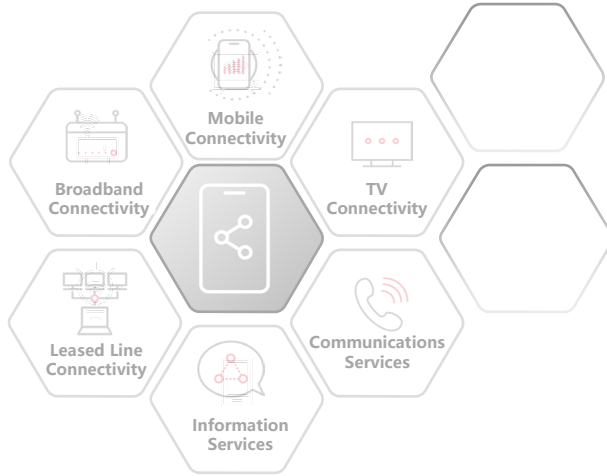 Mobile
Connectivity
Broadband
Connectivity
TV
Connectivity
Leased Line
Connectivity
Communications
Services
Information
Services